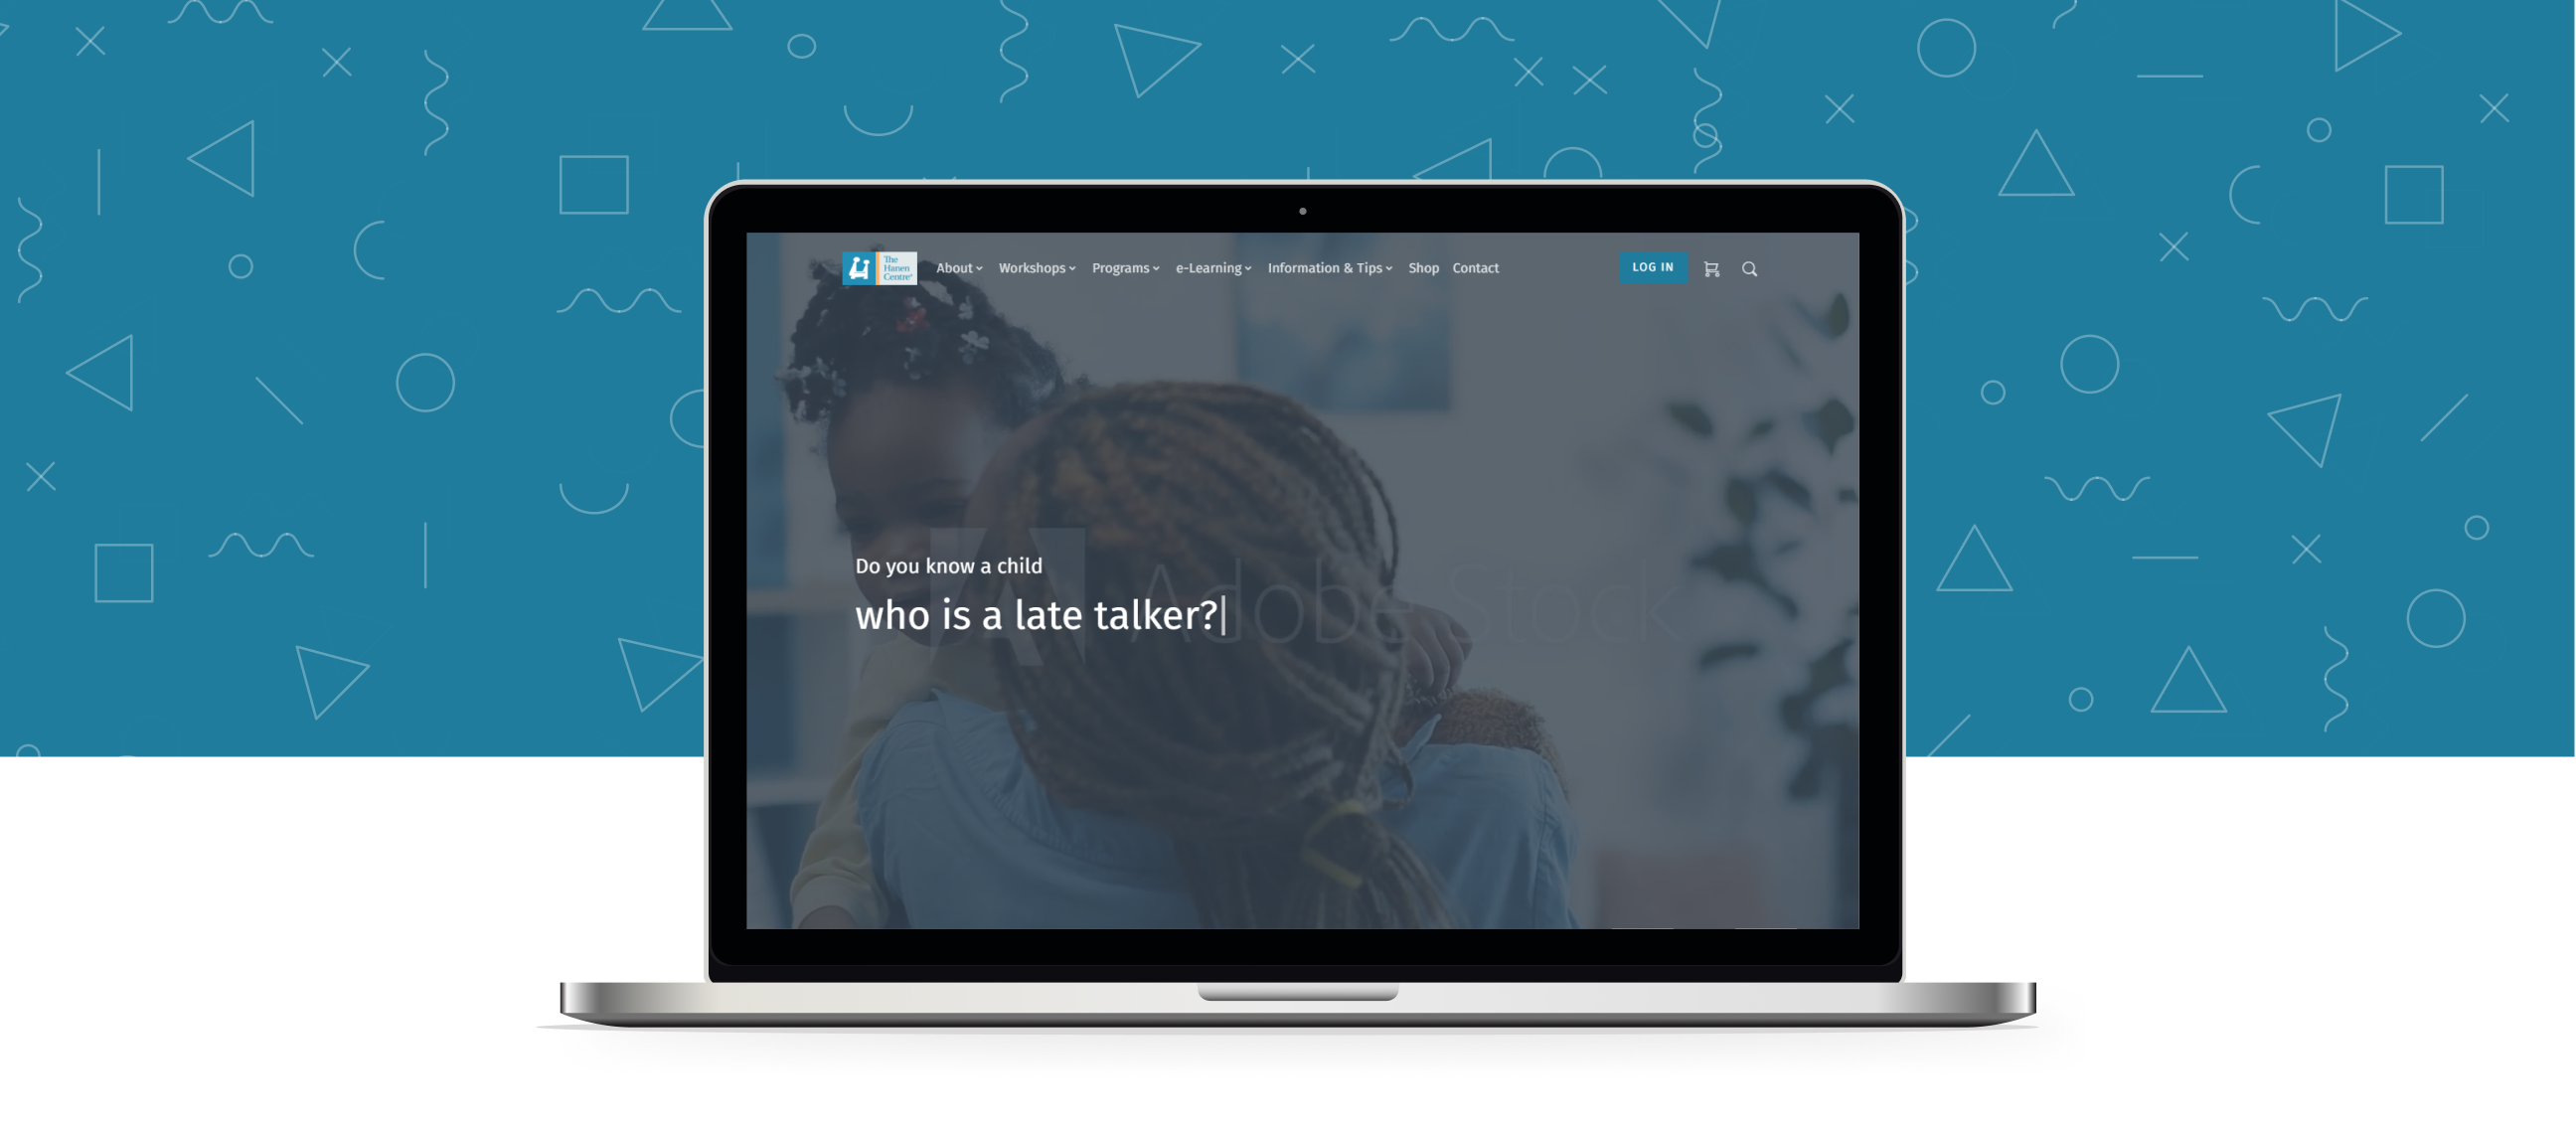 The
Hanen
Centre®
About Workshops Programs e-Learning Information & Tips Shop Contact LOG IN
Do you know a child
who is a late talker?
A Adobe Stock